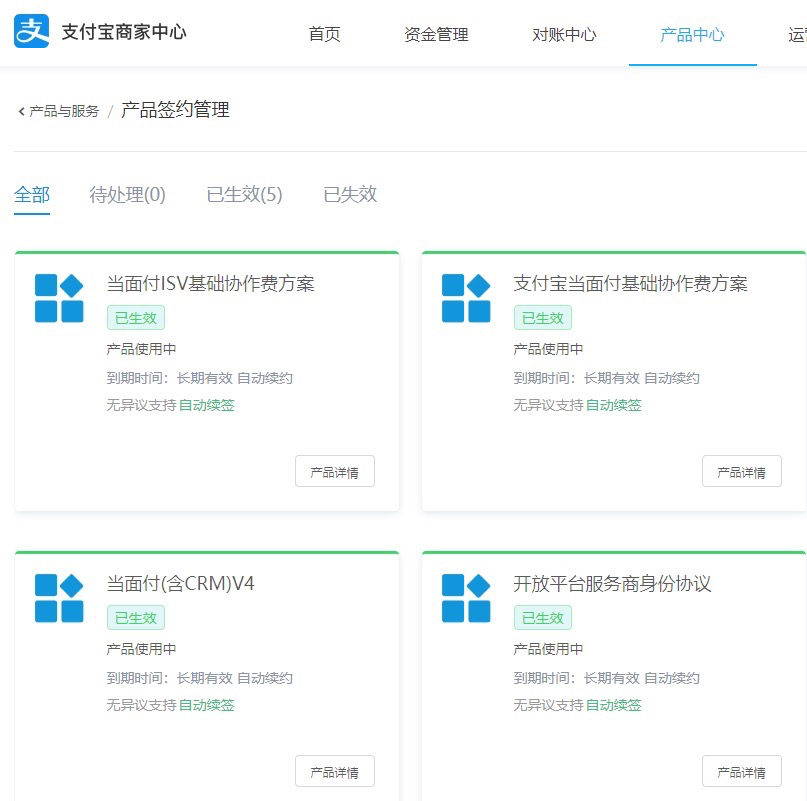 支付宝商家中心
首页
资金管理
对账中心
产品中心
产品与服务 / 产品签约管理
全部
待处理(0)
已生效(5)
已失效
当面付ISV基础协作费方案
已生效
产品使用中
到期时间：长期有效 自动续约
无异议支持 自动续签
产品详情
支付宝当面付基础协作费方案
已生效
产品使用中
到期时间：长期有效 自动续约
无异议支持 自动续签
产品详情
当面付(含CRM)V4
已生效
产品使用中
到期时间：长期有效 自动续约
无异议支持 自动续签
产品详情
开放平台服务商身份协议
已生效
产品使用中
到期时间：长期有效 自动续约
无异议支持 自动续签
产品详情